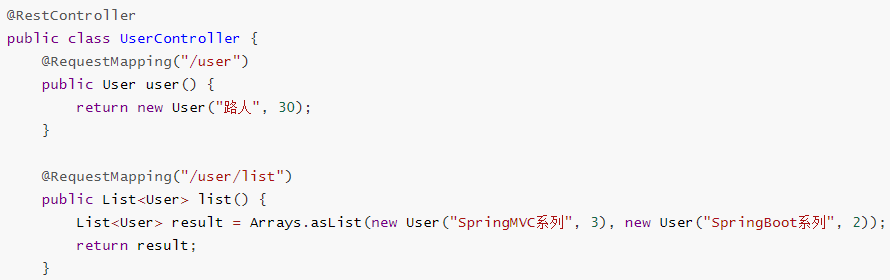 @RestController
public class UserController {
    @RequestMapping("/user")
    public User user() {
        return new User("路人", 30);
    }

    @RequestMapping("/user/list")
    public List<User> list() {
        List<User> result = Arrays.asList(new User("SpringMVC系列", 3), new User("SpringBoot系列", 2));
        return result;
    }